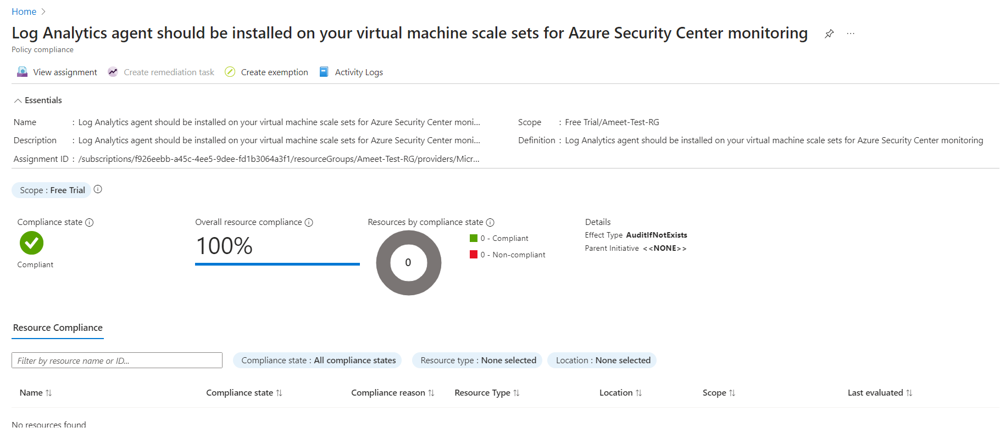 Home
Log Analytics agent should be installed on your virtual machine scale sets for Azure Security Center monitoring
Policy compliance
View assignment Create remediation task Create exemption Activity Logs
Essentials
Name : Log Analytics agent should be installed on your virtual machine scale sets for Azure Security Center moni... Scope : Free Trial/Ameet-Test-RG
Description : Log Analytics agent should be installed on your virtual machine scale sets for Azure Security Center moni... Definition : Log Analytics agent should be installed on your virtual machine scale sets for Azure Security Center monitoring
Assignment ID : /subscriptions/f926eebb-a45c-4ee5-9dee-fd1b3064a3f1/resourceGroups/Ameet-Test-RG/providers/Micr...
Scope : Free Trial
Compliance state
Compliant
Overall resource compliance
100%
Resources by compliance state
0
0 - Compliant
0 - Non-compliant
Details
Effect Type AuditIfNotExists
Parent Initiative <<NONE>>
Resource Compliance
Filter by resource name or ID... Compliance state : All compliance states Resource type : None selected Location : None selected
Name Compliance state Compliance reason Resource Type Location Scope Last evaluated
No resources found